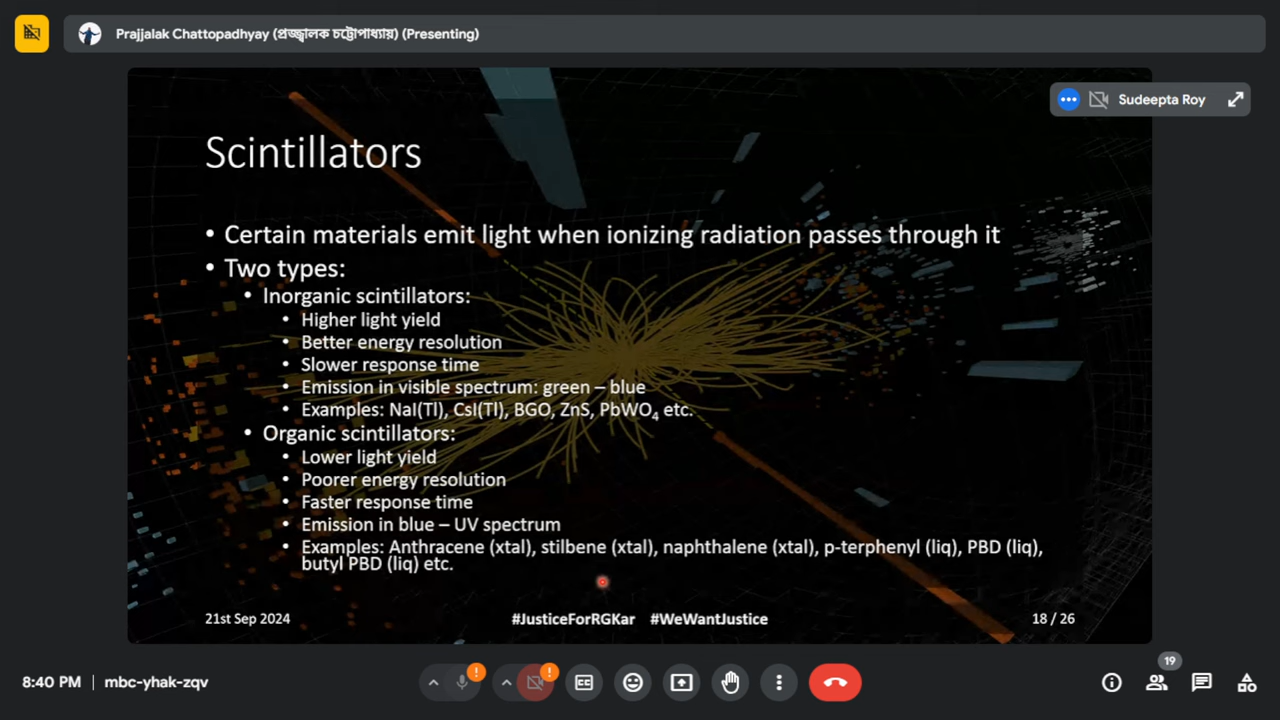 Prajjalak Chattopadhyay (প্রজ্জ্বালক চট্টোপাধ্যায়) (Presenting)
Sudeepta Roy
Scintillators
• Certain materials emit light when ionizing radiation passes through it
• Two types:
• Inorganic scintillators:
• Higher light yield
• Better energy resolution
• Slower response time
• Emission in visible spectrum: green – blue
• Examples: NaI(Tl), CsI(Tl), BGO, ZnS, PbWO₄ etc.
• Organic scintillators:
• Lower light yield
• Poorer energy resolution
• Faster response time
• Emission in blue – UV spectrum
• Examples: Anthracene (xtal), stilbene (xtal), naphthalene (xtal), p-terphenyl (liq), PBD (liq),
butyl PBD (liq) etc.
21st Sep 2024 #JusticeForRGKar #WeWantJustice 18 / 26
8:40 PM | mbc-yhak-zqv
19